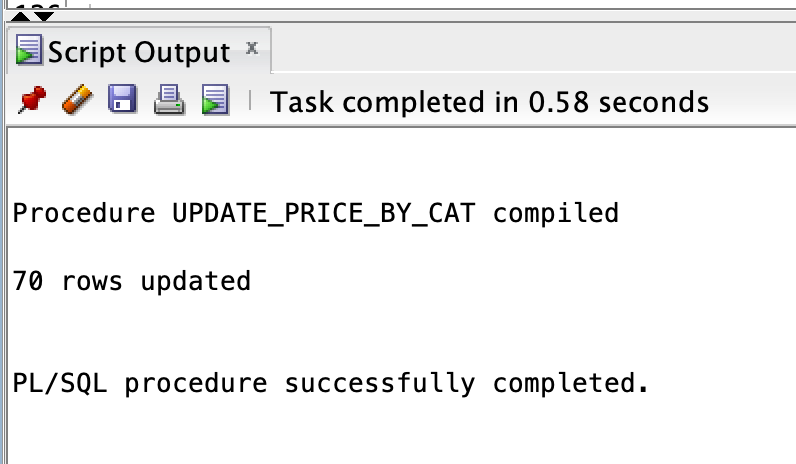 Script Output x
Task completed in 0.58 seconds
Procedure UPDATE_PRICE_BY_CAT compiled
70 rows updated
PL/SQL procedure successfully completed.